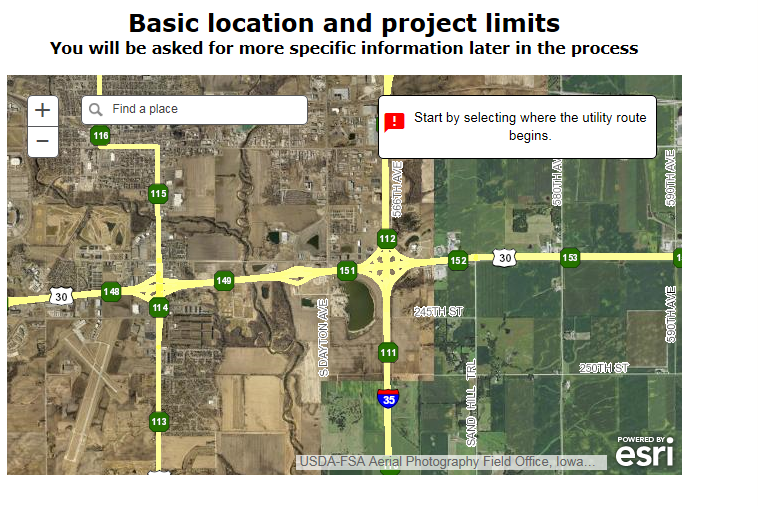 Basic location and project limits
You will be asked for more specific information later in the process
+
−
Find a place
!
Start by selecting where the utility route
begins.
116
115
566TH AVE
580TH AVE
590TH AVE
112
30
148
149
151
152
30
153
1
114
S DAYTON AVE
245TH ST
590TH AVE
111
250TH ST
SAND HILL TRL
35
113
USDA-FSA Aerial Photography Field Office, Iowa...
POWERED BY
esri